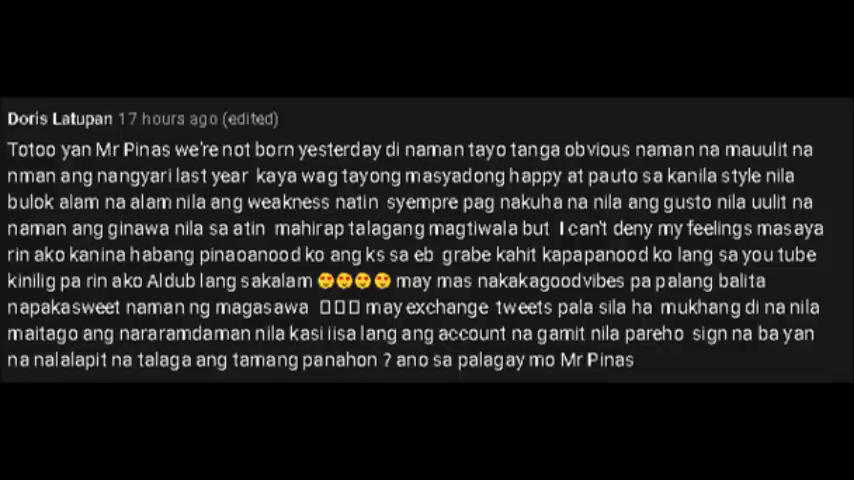 Doris Latupan 17 hours ago (edited)
Totoo yan Mr Pinas we're not born yesterday di naman tayo tanga obvious naman na mauulit na
nman ang nangyari last year kaya wag tayong masyadong happy at pauto sa kanila style nila
bulok alam na alam nila ang weakness natin syempre pag nakuha na nila ang gusto nila uulit na
naman ang ginawa nila sa atin mahirap talagang magtiwala but I can't deny my feelings masaya
rin ako kanina habang pinaoanood ko ang ks sa eb grabe kahit kapapanood ko lang sa you tube
kinilig pa rin ako Aldub lang sakalam 😍😍😍😍 may mas nakakagoodvibes pa palang balita
napakasweet naman ng magasawa ▯▯▯ may exchange tweets pala sila ha mukhang di na nila
maitago ang nararamdaman nila kasi iisa lang ang account na gamit nila pareho sign na ba yan
na nalalapit na talaga ang tamang panahon ? ano sa palagay mo Mr Pinas